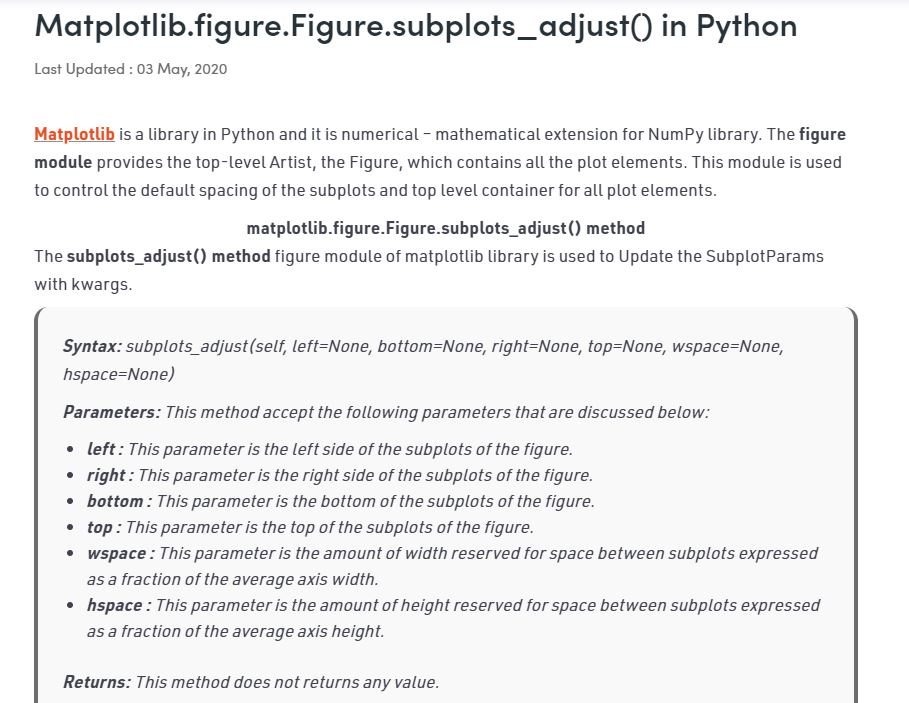 Matplotlib.figure.Figure.subplots_adjust() in Python
Last Updated : 03 May, 2020
Matplotlib is a library in Python and it is numerical – mathematical extension for NumPy library. The figure
module provides the top-level Artist, the Figure, which contains all the plot elements. This module is used
to control the default spacing of the subplots and top level container for all plot elements.
matplotlib.figure.Figure.subplots_adjust() method
The subplots_adjust() method figure module of matplotlib library is used to Update the SubplotParams
with kwargs.
Syntax: subplots_adjust(self, left=None, bottom=None, right=None, top=None, wspace=None,
hspace=None)
Parameters: This method accept the following parameters that are discussed below:
• left : This parameter is the left side of the subplots of the figure.
• right : This parameter is the right side of the subplots of the figure.
• bottom : This parameter is the bottom of the subplots of the figure.
• top : This parameter is the top of the subplots of the figure.
• wspace : This parameter is the amount of width reserved for space between subplots expressed
as a fraction of the average axis width.
• hspace : This parameter is the amount of height reserved for space between subplots expressed
as a fraction of the average axis height.
Returns: This method does not returns any value.